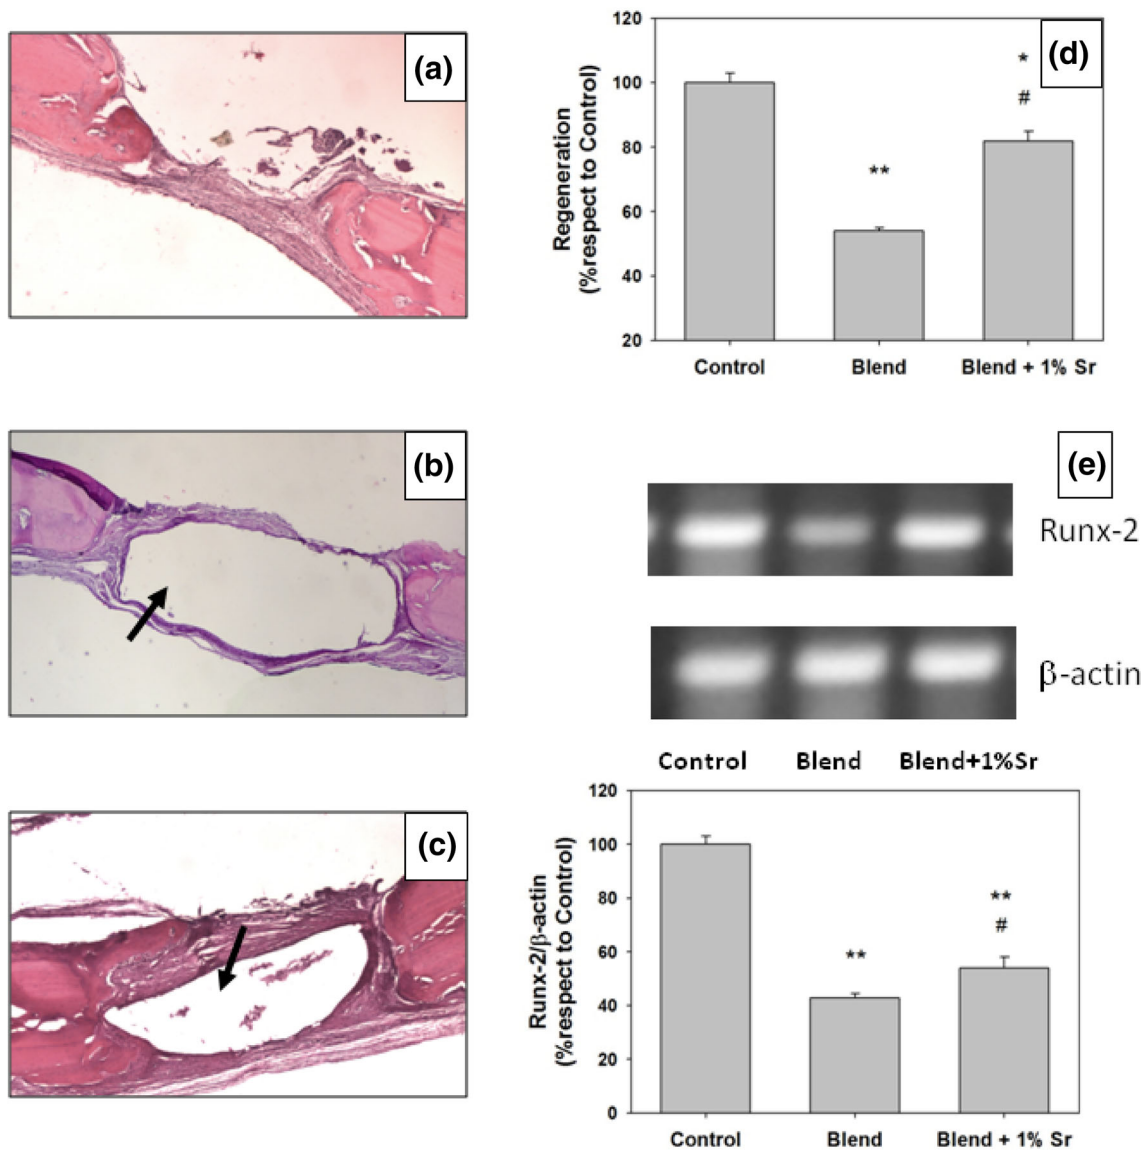 (a)
(b)
(c)
(d)
120
100
80
60
40
20
Regeneration
(%respect to Control)
**
*
#
Control Blend Blend + 1% Sr
(e)
Runx-2
β-actin
Control Blend Blend+1%Sr
120
100
80
60
40
20
0
Runx-2/β-actin
(%respect to Control)
**
**
#
Control Blend Blend + 1% Sr